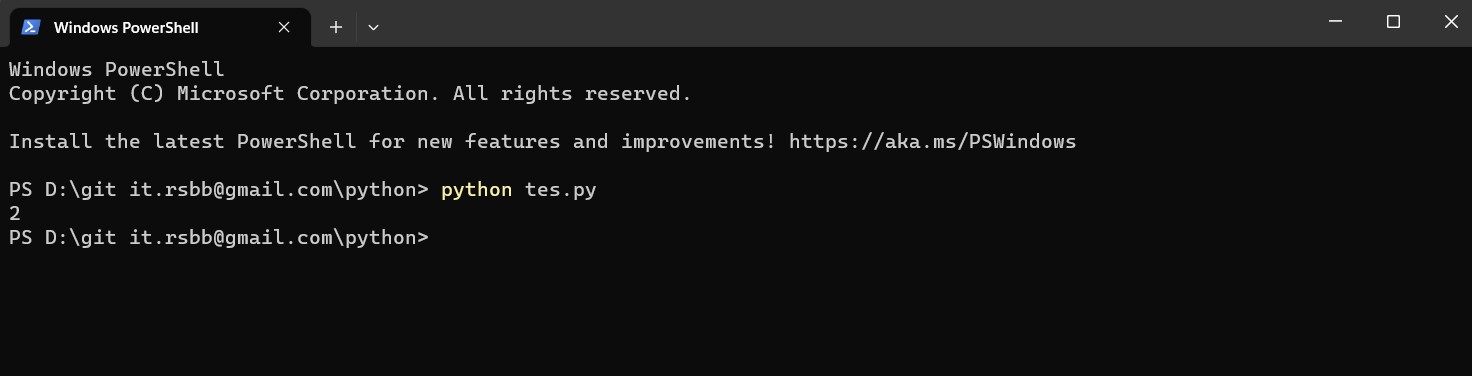 Windows PowerShell
Windows PowerShell
Copyright (C) Microsoft Corporation. All rights reserved.
Install the latest PowerShell for new features and improvements! https://aka.ms/PSWindows
PS D:\git it.rsbb@gmail.com\python> python tes.py
2
PS D:\git it.rsbb@gmail.com\python>